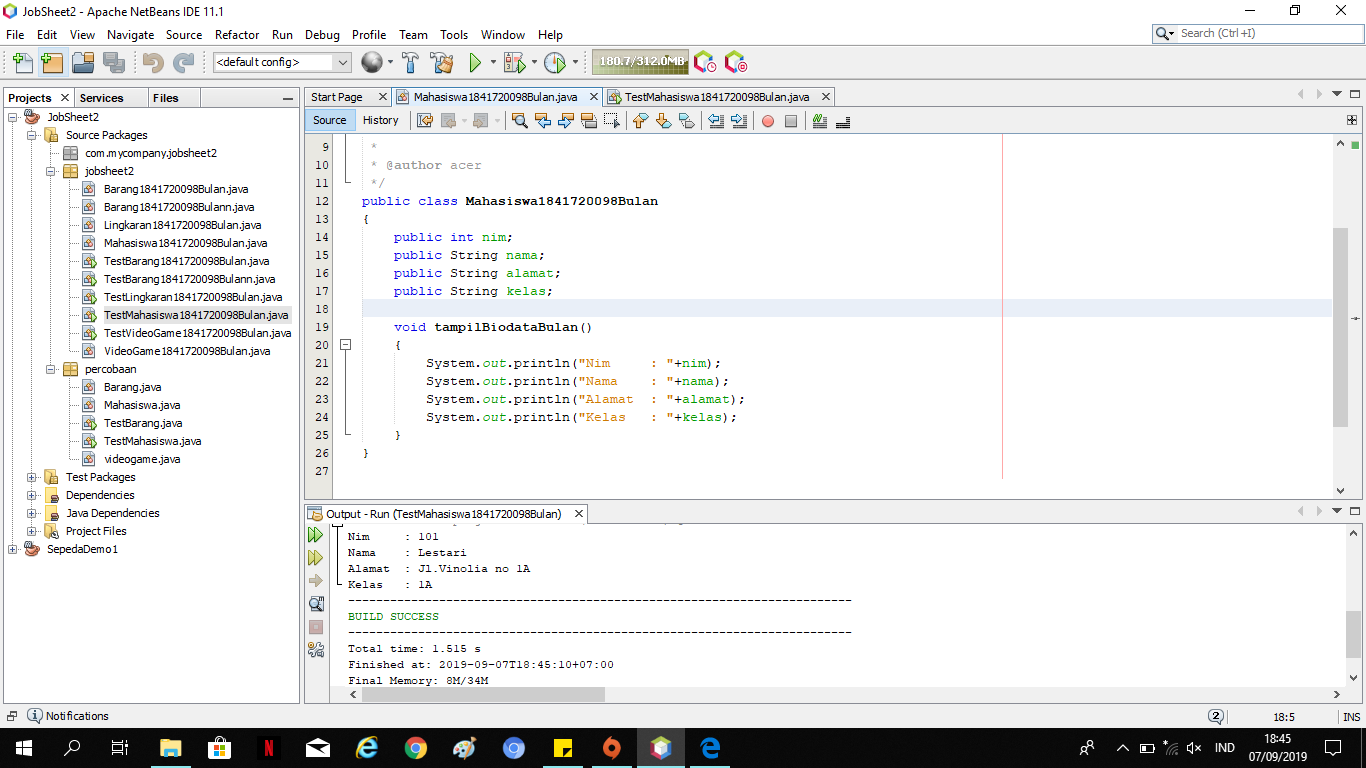 JobSheet2 - Apache NetBeans IDE 11.1
File Edit View Navigate Source Refactor Run Debug Profile Team Tools Window Help
Search (Ctrl+I)
<default config>
180.7/312.0MB
Projects Services Files
JobSheet2
Source Packages
com.mycompany.jobsheet2
jobsheet2
Barang1841720098Bulan.java
Barang1841720098Bulann.java
Lingkaran1841720098Bulan.java
Mahasiswa1841720098Bulan.java
TestBarang1841720098Bulan.java
TestBarang1841720098Bulann.java
TestLingkaran1841720098Bulan.java
TestMahasiswa1841720098Bulan.java
TestVideoGame1841720098Bulan.java
VideoGame1841720098Bulan.java
percobaan
Barang.java
Mahasiswa.java
TestBarang.java
TestMahasiswa.java
videogame.java
Test Packages
Dependencies
Java Dependencies
Project Files
SepedaDemo1
Start Page Mahasiswa1841720098Bulan.java TestMahasiswa1841720098Bulan.java
Source History
9 *
10 * @author acer
11 */
12 public class Mahasiswa1841720098Bulan
13 {
14 public int nim;
15 public String nama;
16 public String alamat;
17 public String kelas;
18
19 void tampilBiodataBulan()
20 {
21 System.out.println("Nim     : "+nim);
22 System.out.println("Nama    : "+nama);
23 System.out.println("Alamat  : "+alamat);
24 System.out.println("Kelas   : "+kelas);
25 }
26 }
27
Output - Run (TestMahasiswa1841720098Bulan)
Nim     : 101
Nama    : Lestari
Alamat  : Jl.Vinolia no 1A
Kelas   : 1A
------------------------------------------------------------------------
BUILD SUCCESS
------------------------------------------------------------------------
Total time: 1.515 s
Finished at: 2019-09-07T18:45:10+07:00
Final Memory: 8M/34M
Notifications
2
18:5
INS
IND
18:45
07/09/2019